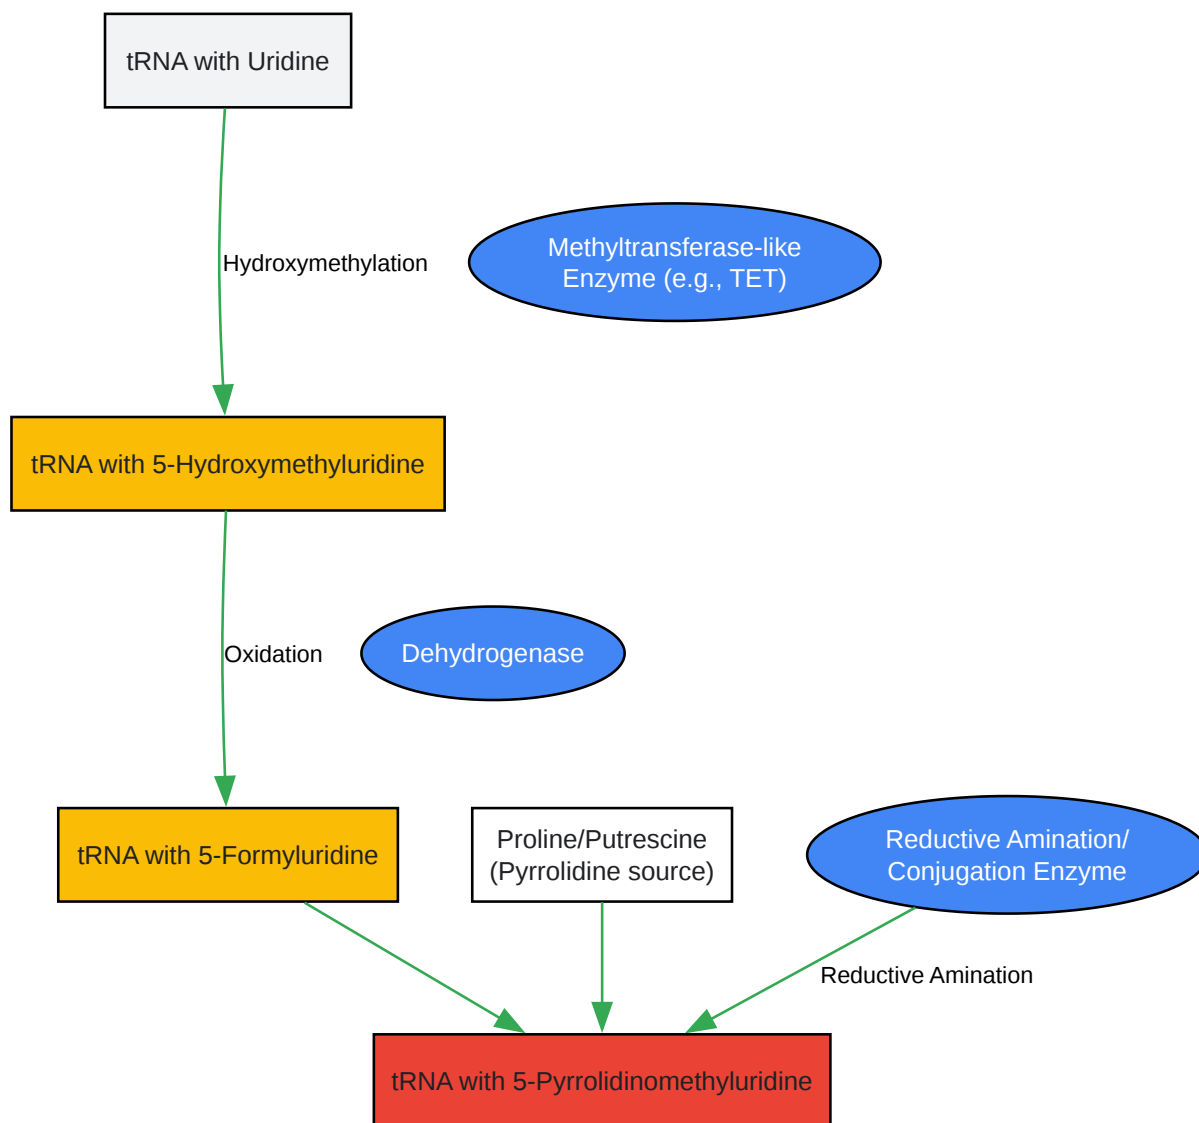 tRNA with Uridine
Hydroxymethylation
Methyltransferase-like
Enzyme (e.g., TET)
tRNA with 5-Hydroxymethyluridine
Oxidation
Dehydrogenase
tRNA with 5-Formyluridine
Proline/Putrescine
(Pyrrolidine source)
Reductive Amination/
Conjugation Enzyme
Reductive Amination
tRNA with 5-Pyrrolidinomethyluridine